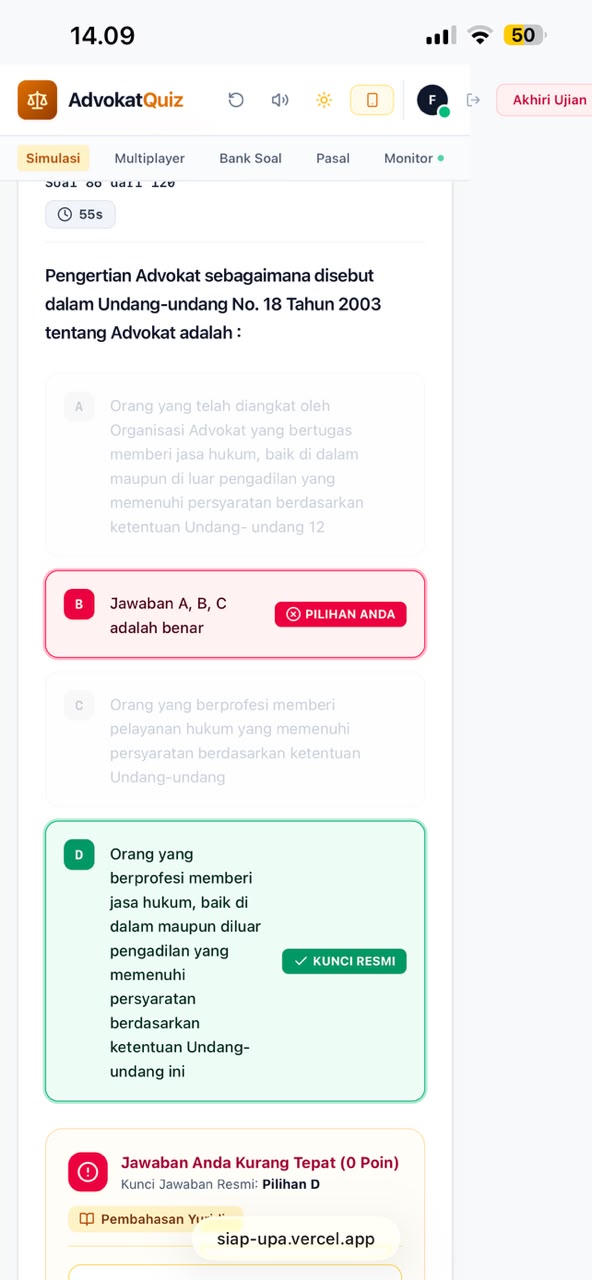 14.09
50
AdvokatQuiz
F
Akhiri Ujian
Simulasi
Multiplayer
Bank Soal
Pasal
Monitor
Soal 86 dari 120
55s
Pengertian Advokat sebagaimana disebut
dalam Undang-undang No. 18 Tahun 2003
tentang Advokat adalah :
A
Orang yang telah diangkat oleh
Organisasi Advokat yang bertugas
memberi jasa hukum, baik di dalam
maupun di luar pengadilan yang
memenuhi persyaratan berdasarkan
ketentuan Undang- undang 12
B
Jawaban A, B, C
adalah benar
PILIHAN ANDA
C
Orang yang berprofesi memberi
pelayanan hukum yang memenuhi
persyaratan berdasarkan ketentuan
Undang-undang
D
Orang yang
berprofesi memberi
jasa hukum, baik di
dalam maupun diluar
pengadilan yang
memenuhi
persyaratan
berdasarkan
ketentuan Undang-
undang ini
KUNCI RESMI
Jawaban Anda Kurang Tepat (0 Poin)
Kunci Jawaban Resmi: Pilihan D
Pembahasan
siap-upa.vercel.app